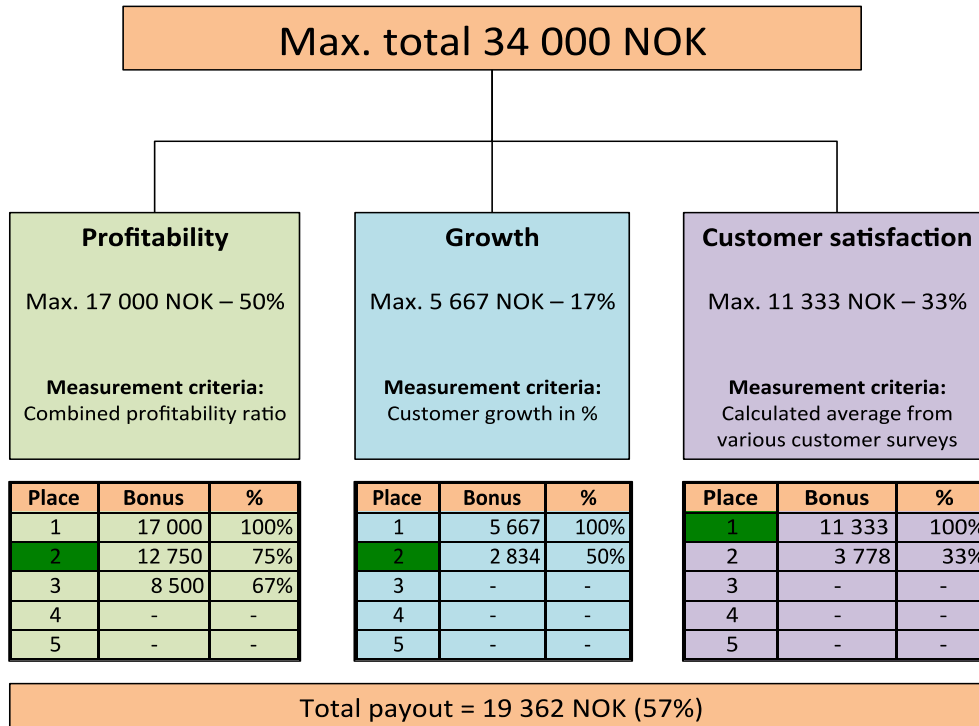 Max. total 34 000 NOK
Profitability
Max. 17 000 NOK – 50%
Measurement criteria:
Combined profitability ratio
Growth
Max. 5 667 NOK – 17%
Measurement criteria:
Customer growth in %
Customer satisfaction
Max. 11 333 NOK – 33%
Measurement criteria:
Calculated average from
various customer surveys
Place Bonus %
1 17 000 100%
2 12 750 75%
3 8 500 67%
4 - -
5 - -
Place Bonus %
1 5 667 100%
2 2 834 50%
3 - -
4 - -
5 - -
Place Bonus %
1 11 333 100%
2 3 778 33%
3 - -
4 - -
5 - -
Total payout = 19 362 NOK (57%)